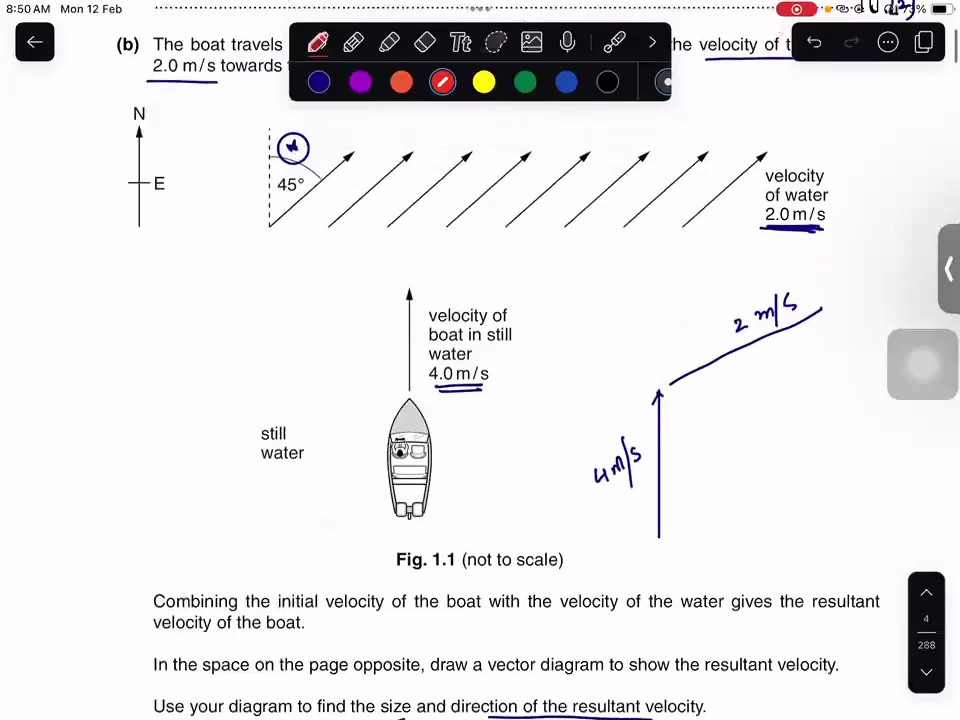 8:50 AM Mon 12 Feb
73%
(b) The boat travels
he velocity of t
2.0 m/s towards
Tt
N
E
45°
velocity
of water
2.0 m/s
velocity of
boat in still
water
4.0 m/s
2 m/s
4m/s
still
water
Fig. 1.1 (not to scale)
4
288
Combining the initial velocity of the boat with the velocity of the water gives the resultant
velocity of the boat.
In the space on the page opposite, draw a vector diagram to show the resultant velocity.
Use your diagram to find the size and direction of the resultant velocity.